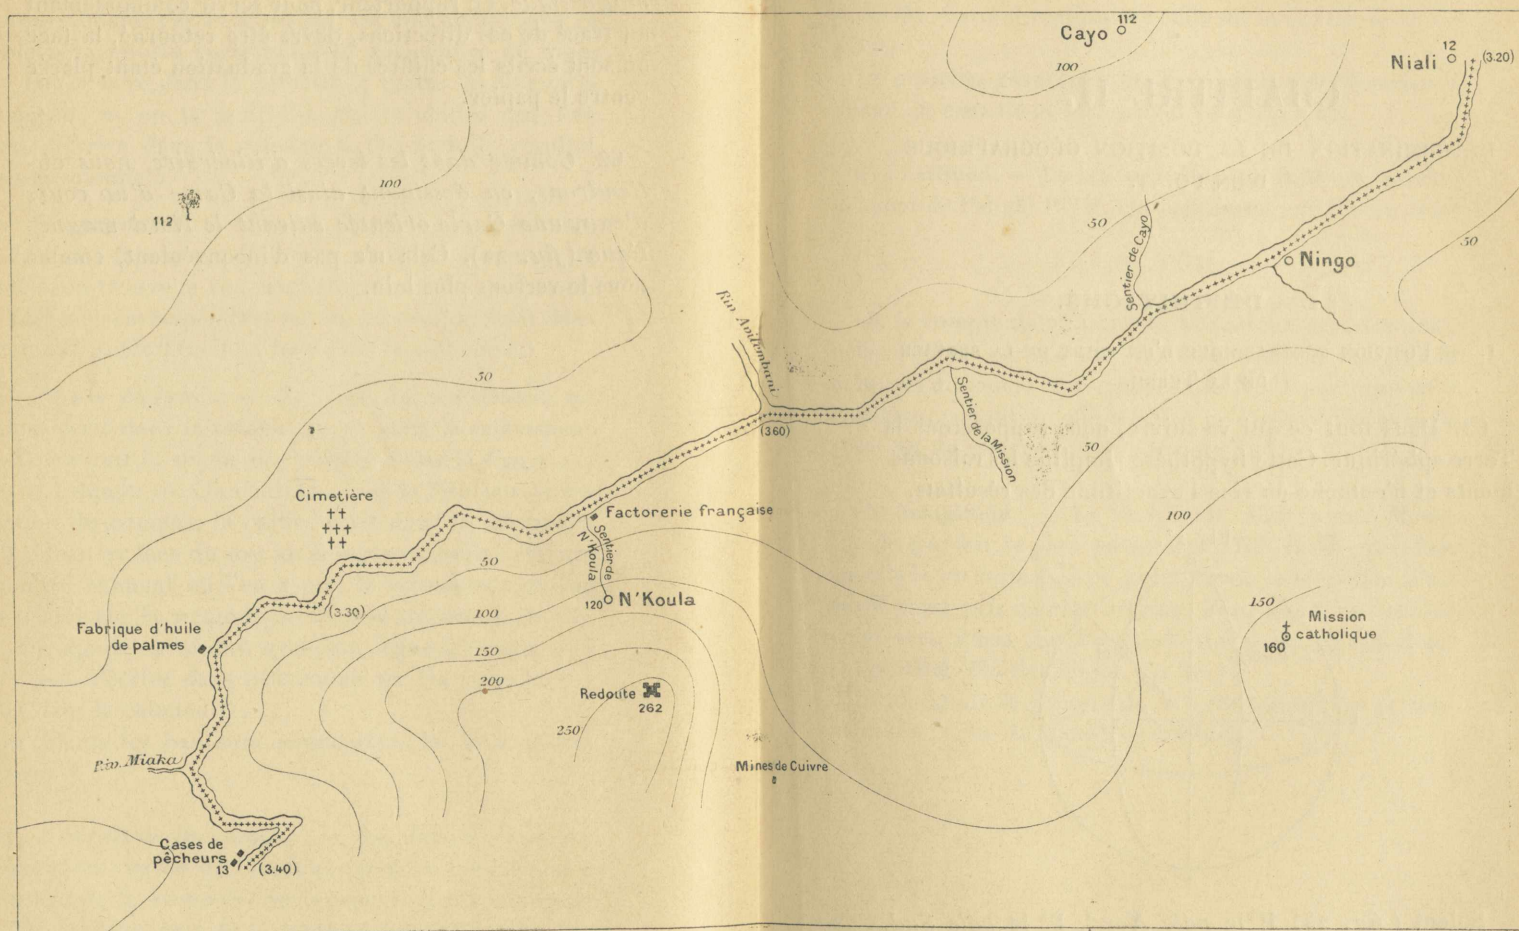 Cayo
112
100
Niali
12
(3.20)
100
112
50
Sentier de Cayo
50
Ningo
Riv.
50
(360)
Sentier de la Mission
50
Cimetière
Factorerie française
100
Sentier de
N'Koula
50
120
N'Koula
(3.30)
100
150
Mission
catholique
160
Fabrique d'huile
de palmes
150
200
Redoute
262
250
Riv. Miaka
Mines de Cuivre
Cases de
pêcheurs
13
(3.40)